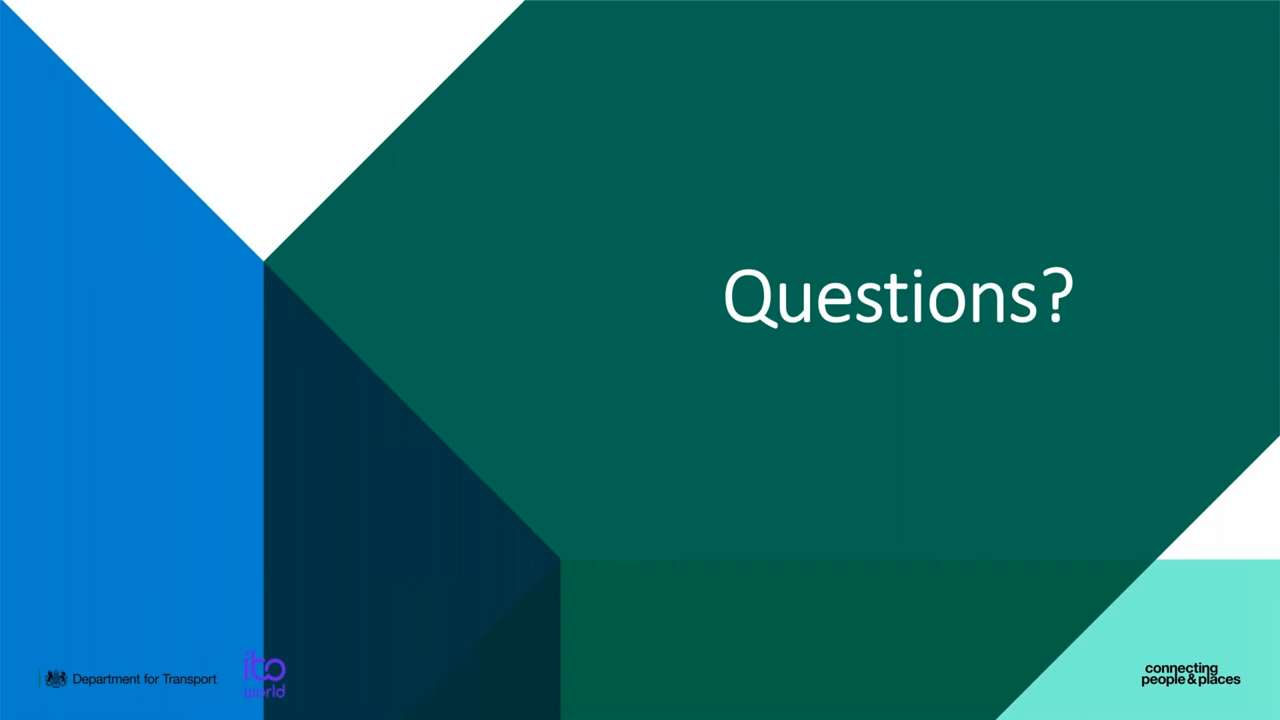 Questions?
Department for Transport
ito
world
connecting
people & places